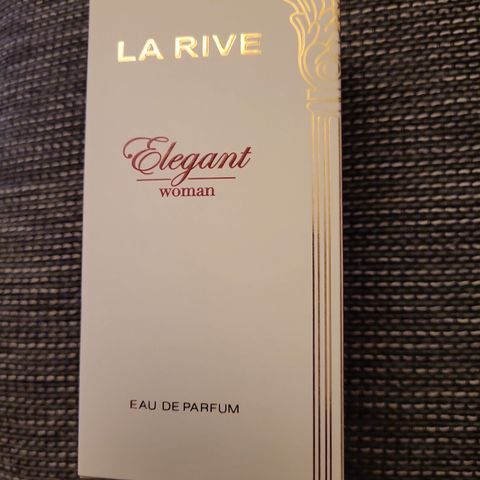 LA RIVE
Elegant
woman
EAU DE PARFUM